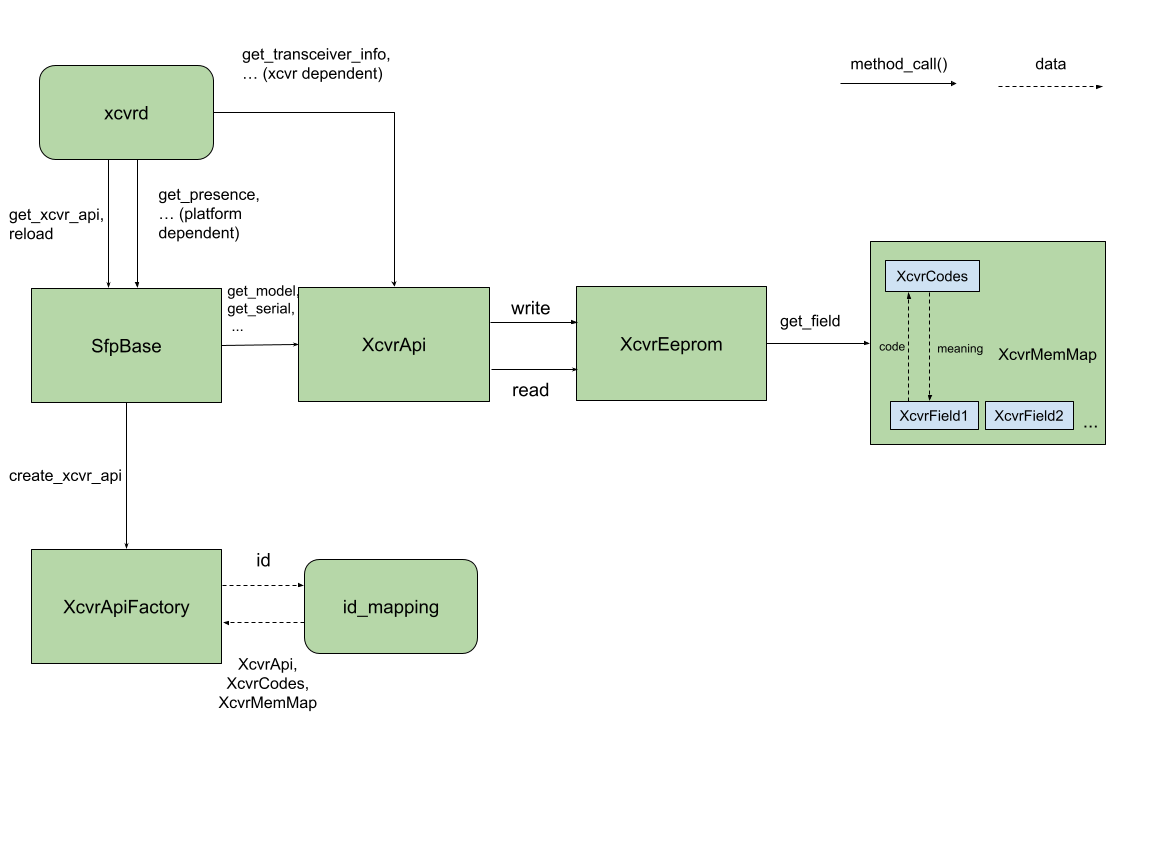 get_transceiver_info,
… (xcvr dependent)
method_call()
data
xcvrd
get_presence,
… (platform
dependent)
get_xcvr_api,
reload
get_model,
get_serial,
...
SfpBase
XcvrApi
write
read
XcvrEeprom
get_field
XcvrCodes
code
meaning
XcvrMemMap
XcvrField1
XcvrField2
...
create_xcvr_api
XcvrApiFactory
id
id_mapping
XcvrApi,
XcvrCodes,
XcvrMemMap